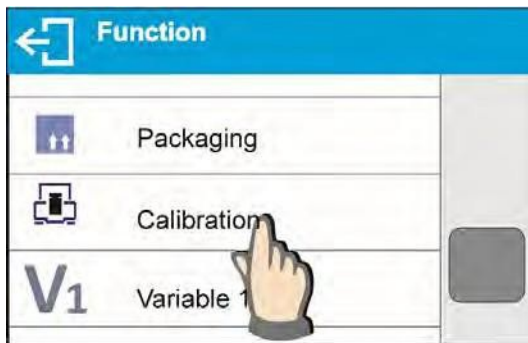 Function
Packaging
Calibration
V1
Variable 1